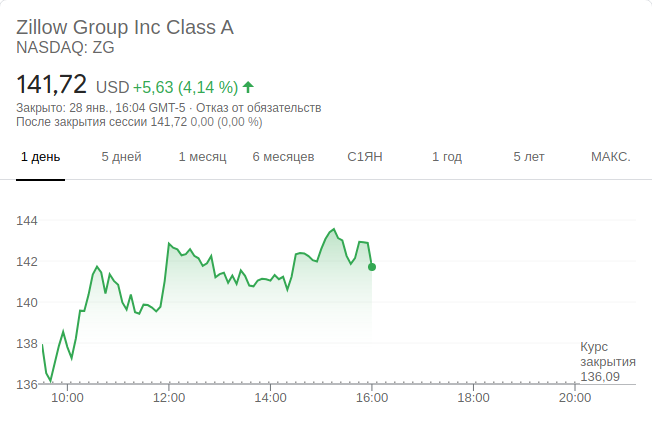 Zillow Group Inc Class A
NASDAQ: ZG
141,72 USD +5,63 (4,14 %)
Закрыто: 28 янв., 16:04 GMT-5 · Отказ от обязательств
После закрытия сессии 141,72 0,00 (0,00 %)
1 день 5 дней 1 месяц 6 месяцев С1ЯН 1 год 5 лет МАКС.
144
142
140
138
Курс
закрытия
136,09
136
10:00 12:00 14:00 16:00 18:00 20:00